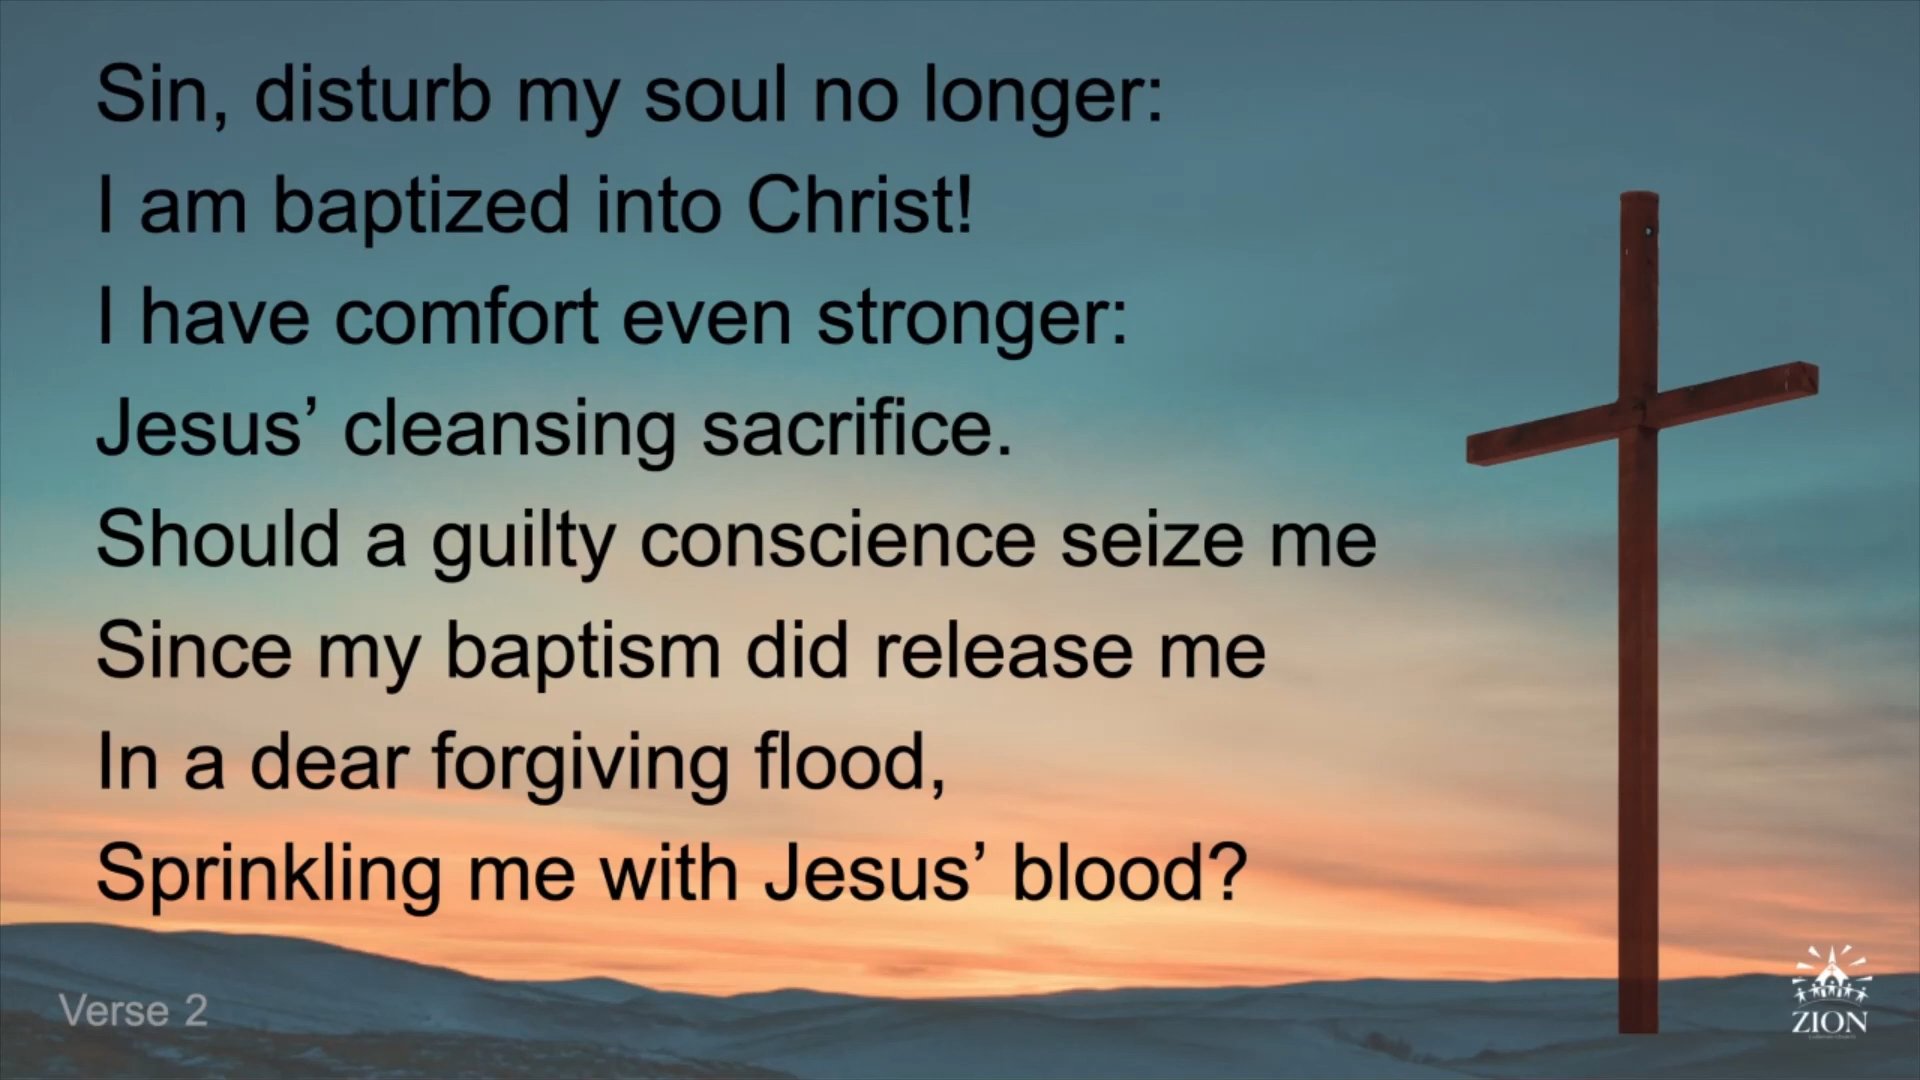 Sin, disturb my soul no longer:
I am baptized into Christ!
I have comfort even stronger:
Jesus’ cleansing sacrifice.
Should a guilty conscience seize me
Since my baptism did release me
In a dear forgiving flood,
Sprinkling me with Jesus’ blood?
Verse 2
ZION